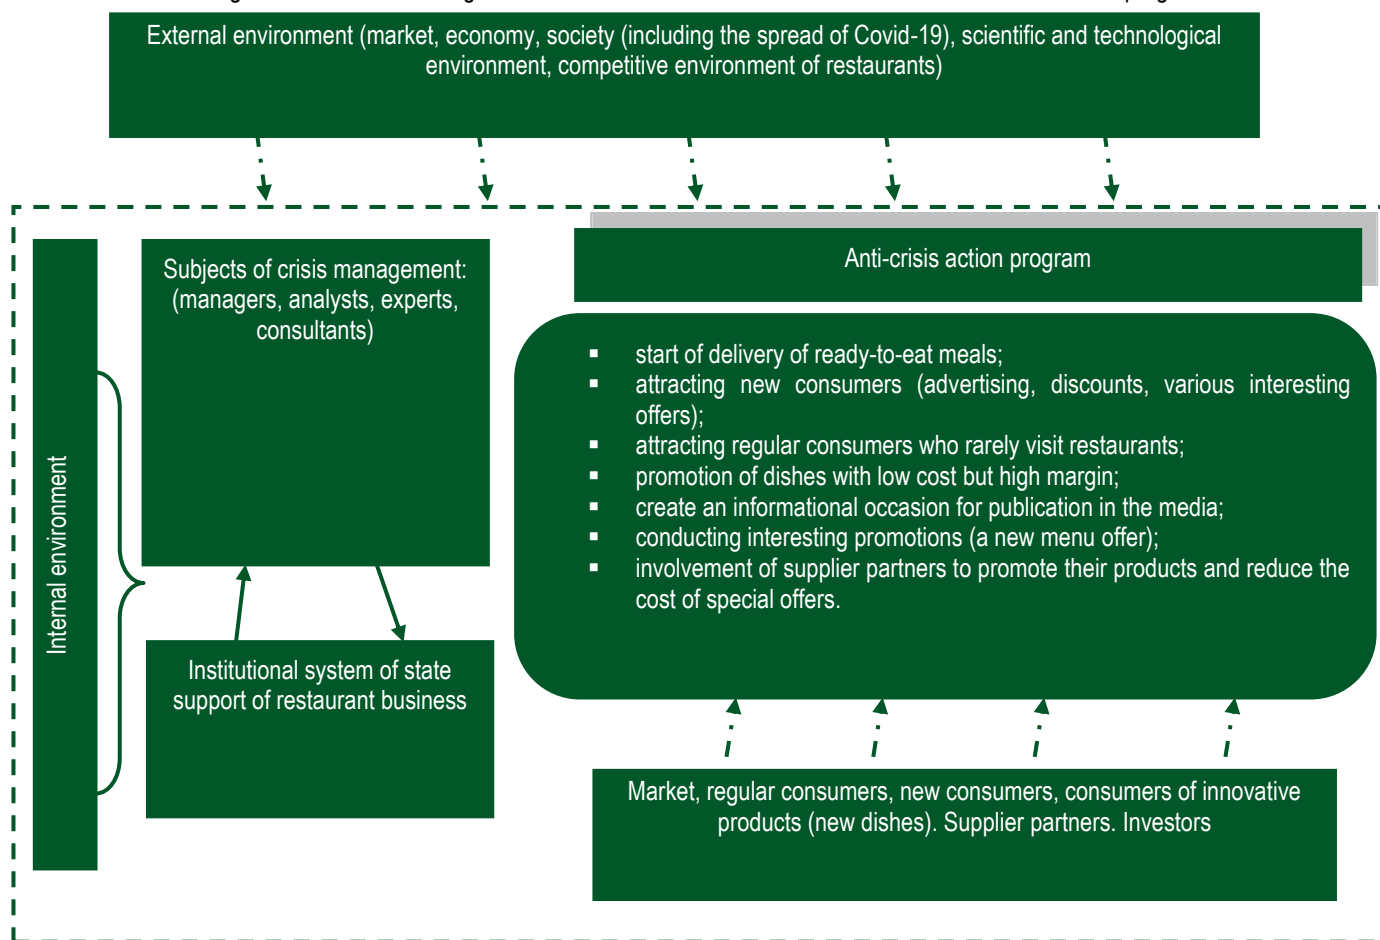 External environment (market, economy, society (including the spread of Covid-19), scientific and technological
environment, competitive environment of restaurants)
Internal environment
Subjects of crisis management:
(managers, analysts, experts,
consultants)
Institutional system of state
support of restaurant business
Anti-crisis action program
▪ start of delivery of ready-to-eat meals;
▪ attracting new consumers (advertising, discounts, various interesting
offers);
▪ attracting regular consumers who rarely visit restaurants;
▪ promotion of dishes with low cost but high margin;
▪ create an informational occasion for publication in the media;
▪ conducting interesting promotions (a new menu offer);
▪ involvement of supplier partners to promote their products and reduce the
cost of special offers.
Market, regular consumers, new consumers, consumers of innovative
products (new dishes). Supplier partners. Investors